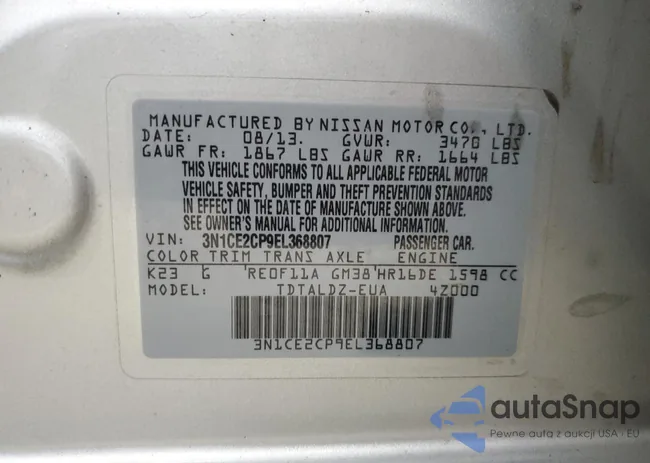 MANUFACTURED BY NISSAN MOTOR CO., LTD.
DATE: 08/13. GVWR: 3470 LBS
GAWR FR: 1867 LBS GAWR RR: 1664 LBS
THIS VEHICLE CONFORMS TO ALL APPLICABLE FEDERAL MOTOR
VEHICLE SAFETY, BUMPER AND THEFT PREVENTION STANDARDS
IN EFFECT ON THE DATE OF MANUFACTURE SHOWN ABOVE.
SEE OWNER'S MANUAL FOR ADDITIONAL INFORMATION.
VIN: 3N1CE2CP9EL368807 PASSENGER CAR.
COLOR TRIM TRANS AXLE ENGINE
K23 G RE0F11A GM38 HR16DE 1598 CC
MODEL: TDTALDZ-EUA 4Z000
3N1CE2CP9EL368807
autaSnap
Pewne auta z aukcji USA i EU